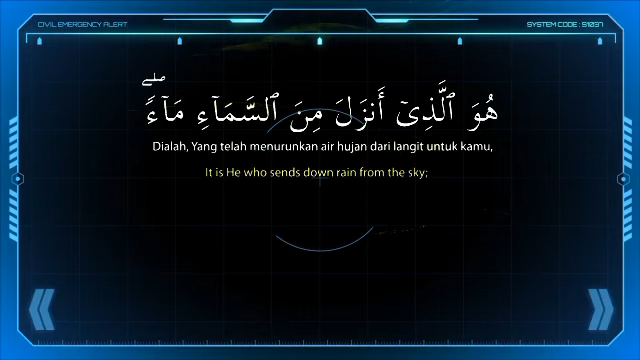 CIVIL EMERGENCY ALERT
SYSTEM CODE : S1037
هُوَ ٱلَّذِىٓ أَنزَلَ مِنَ ٱلسَّمَآءِ مَآءًۖ
Dialah, Yang telah menurunkan air hujan dari langit untuk kamu,
It is He who sends down rain from the sky;